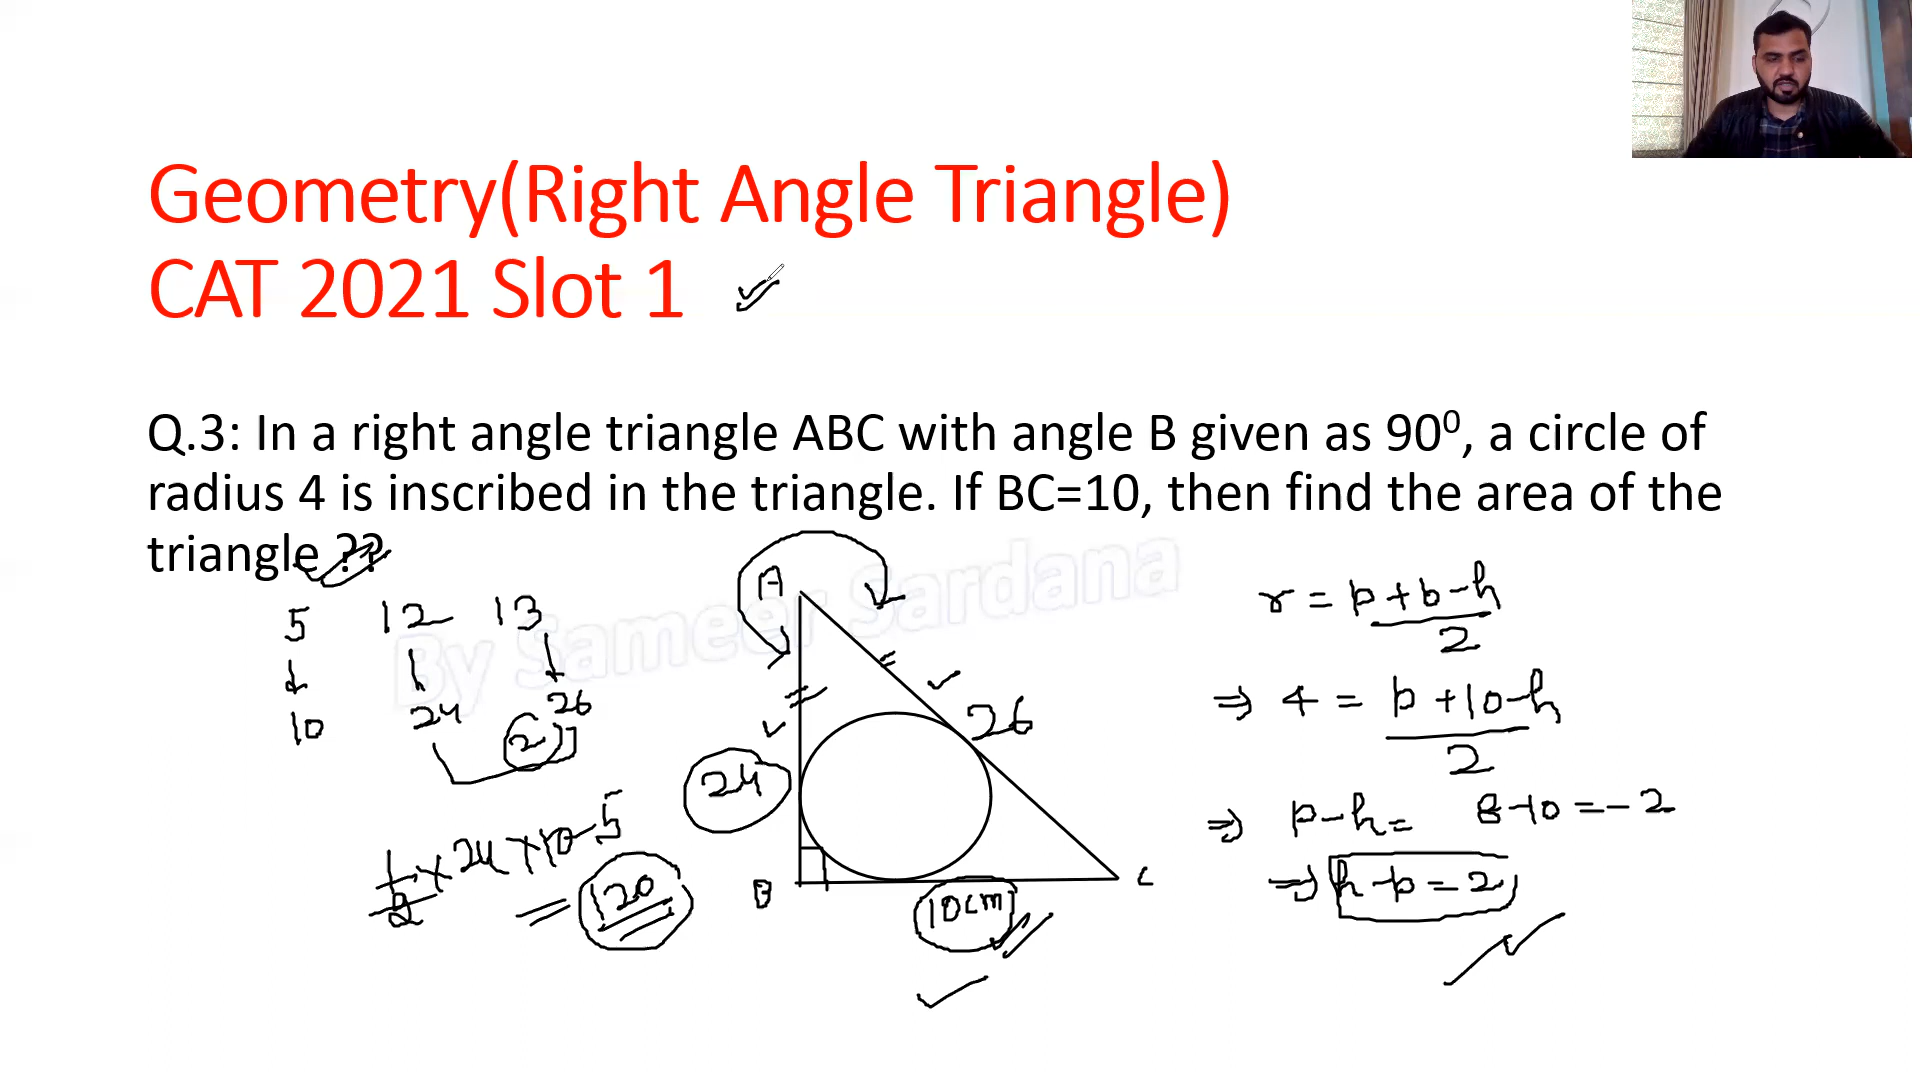 Geometry(Right Angle Triangle)
CAT 2021 Slot 1
Q.3: In a right angle triangle ABC with angle B given as 90⁰, a circle of
radius 4 is inscribed in the triangle. If BC=10, then find the area of the
triangle ??
By Sameer Sardana
5 12 13
10 24 26
2
1/2 × 24 × 10 5
= 120
A
24
26
B
C
10cm
r = p+b-h/2
⇒ 4 = p+10-h/2
⇒ p-h = 8-10 = -2
⇒ h-p=2